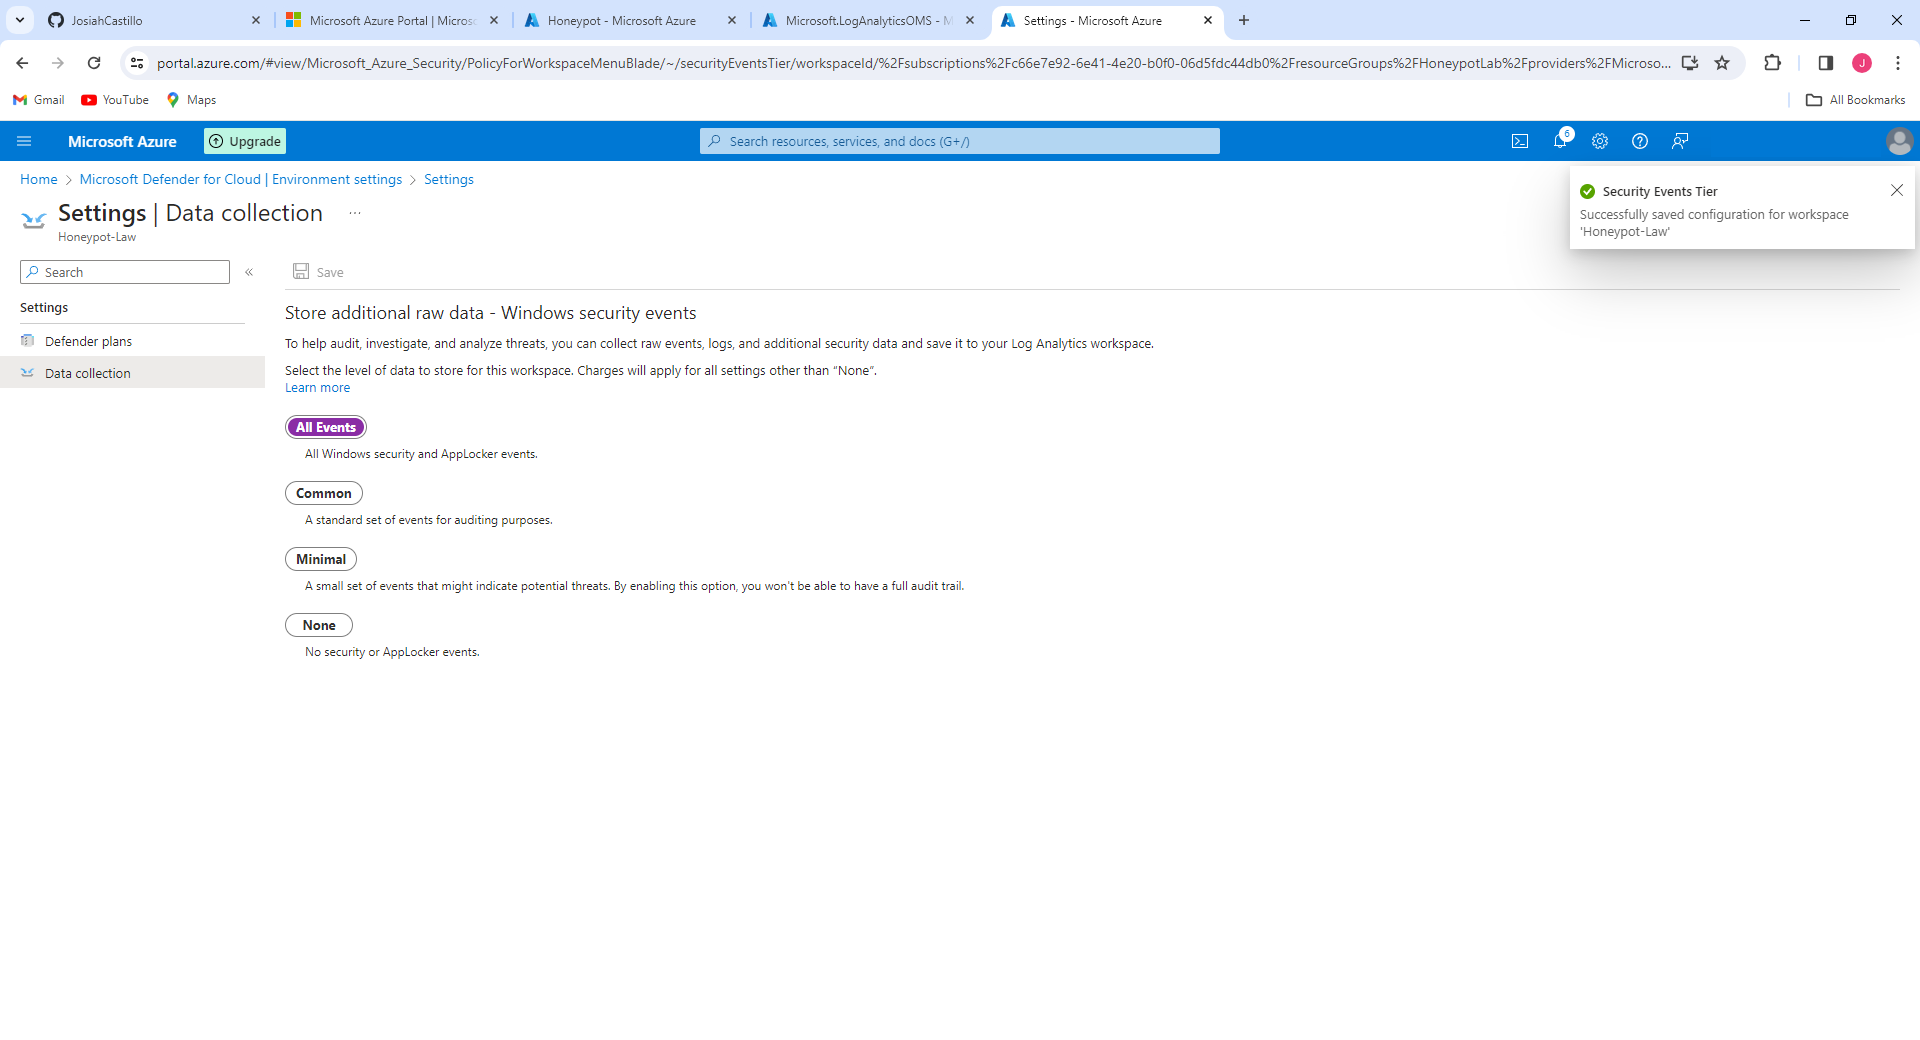 JosiahCastillo
Microsoft Azure Portal | Micros
Honeypot - Microsoft Azure
Microsoft.LogAnalyticsOMS - M
Settings - Microsoft Azure
portal.azure.com/#view/Microsoft_Azure_Security/PolicyForWorkspaceMenuBlade/~/securityEventsTier/workspaceId/%2Fsubscriptions%2Fc66e7e92-6e41-4e20-b0f0-06d5fdc44db0%2FresourceGroups%2FHoneypotLab%2Fproviders%2FMicroso...
J
Gmail
YouTube
Maps
All Bookmarks
Microsoft Azure
Upgrade
Search resources, services, and docs (G+/)
6
Home > Microsoft Defender for Cloud | Environment settings > Settings
Settings | Data collection ...
Honeypot-Law
Security Events Tier
Successfully saved configuration for workspace
'Honeypot-Law'
Search
«
Save
Settings
Defender plans
Data collection
Store additional raw data - Windows security events
To help audit, investigate, and analyze threats, you can collect raw events, logs, and additional security data and save it to your Log Analytics workspace.
Select the level of data to store for this workspace. Charges will apply for all settings other than "None".
Learn more
All Events
All Windows security and AppLocker events.
Common
A standard set of events for auditing purposes.
Minimal
A small set of events that might indicate potential threats. By enabling this option, you won't be able to have a full audit trail.
None
No security or AppLocker events.